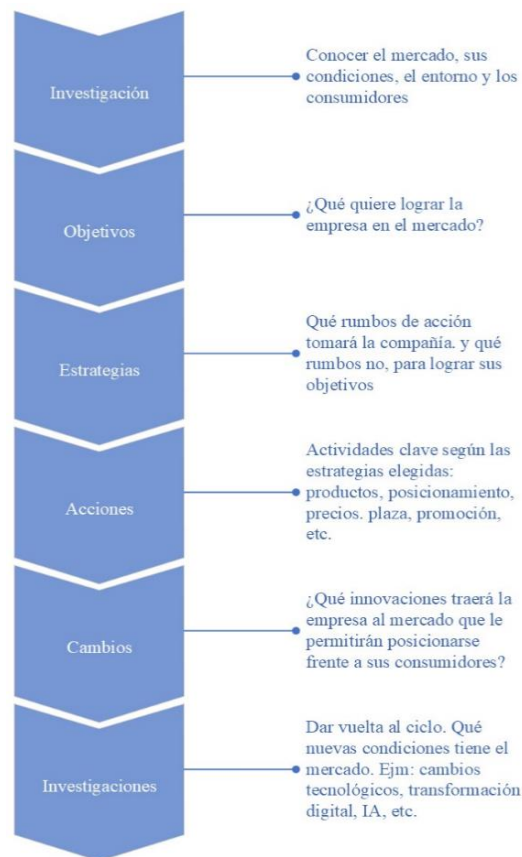 Investigación
Conocer el mercado, sus
condiciones, el entorno y los
consumidores
Objetivos
¿Qué quiere lograr la
empresa en el mercado?
Estrategias
Qué rumbos de acción
tomará la compañía. y qué
rumbos no, para lograr sus
objetivos
Acciones
Actividades clave según las
estrategias elegidas:
productos, posicionamiento,
precios. plaza, promoción,
etc.
Cambios
¿Qué innovaciones traerá la
empresa al mercado que le
permitirán posicionarse
frente a sus consumidores?
Investigaciones
Dar vuelta al ciclo. Qué
nuevas condiciones tiene el
mercado. Ejm: cambios
tecnológicos, transformación
digital, IA, etc.